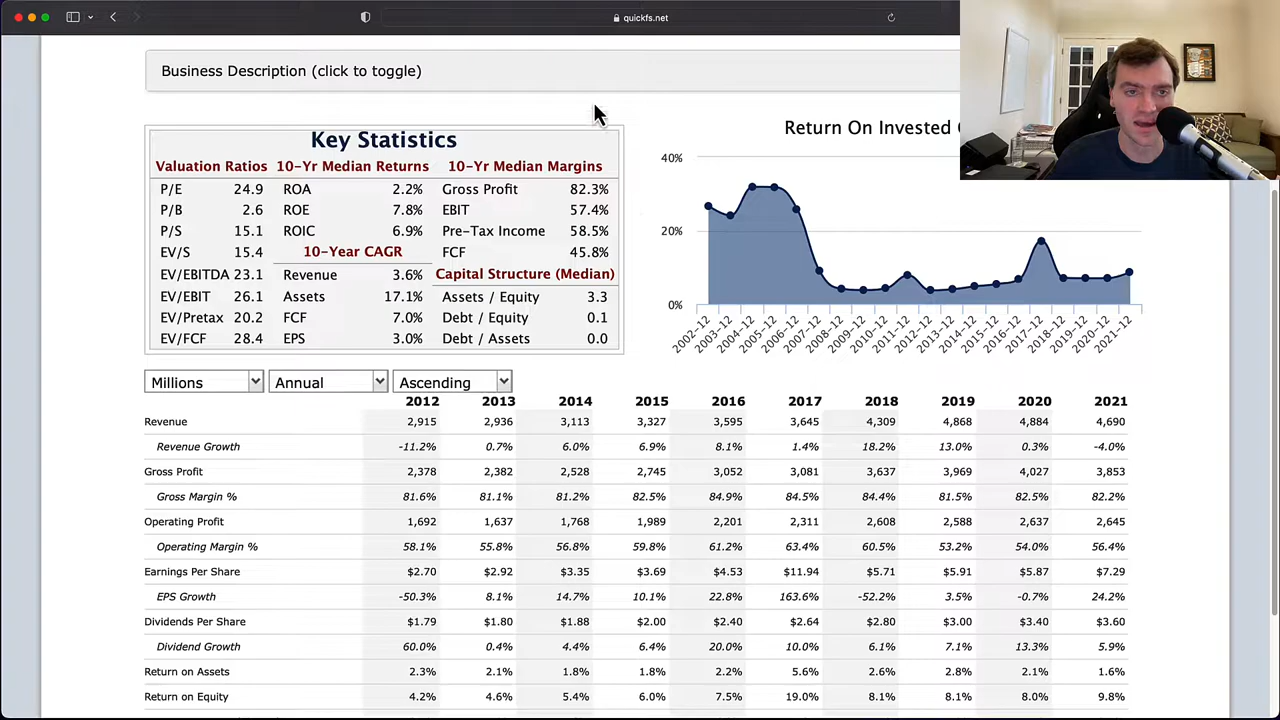 quickfs.net
Business Description (click to toggle)
Key Statistics
Valuation Ratios 10-Yr Median Returns 10-Yr Median Margins
P/E 24.9 ROA 2.2% Gross Profit 82.3%
P/B 2.6 ROE 7.8% EBIT 57.4%
P/S 15.1 ROIC 6.9% Pre-Tax Income 58.5%
EV/S 15.4 10-Year CAGR FCF 45.8%
EV/EBITDA 23.1 Revenue 3.6% Capital Structure (Median)
EV/EBIT 26.1 Assets 17.1% Assets / Equity 3.3
EV/Pretax 20.2 FCF 7.0% Debt / Equity 0.1
EV/FCF 28.4 EPS 3.0% Debt / Assets 0.0
Return On Invested
40%
20%
0%
2002-12 2003-12 2004-12 2005-12 2006-12 2007-12 2008-12 2009-12 2010-12 2011-12 2012-12 2013-12 2014-12 2015-12 2016-12 2017-12 2018-12 2019-12 2020-12 2021-12
Millions Annual Ascending
2012 2013 2014 2015 2016 2017 2018 2019 2020 2021
Revenue 2,915 2,936 3,113 3,327 3,595 3,645 4,309 4,868 4,884 4,690
Revenue Growth -11.2% 0.7% 6.0% 6.9% 8.1% 1.4% 18.2% 13.0% 0.3% -4.0%
Gross Profit 2,378 2,382 2,528 2,745 3,052 3,081 3,637 3,969 4,027 3,853
Gross Margin % 81.6% 81.1% 81.2% 82.5% 84.9% 84.5% 84.4% 81.5% 82.5% 82.2%
Operating Profit 1,692 1,637 1,768 1,989 2,201 2,311 2,608 2,588 2,637 2,645
Operating Margin % 58.1% 55.8% 56.8% 59.8% 61.2% 63.4% 60.5% 53.2% 54.0% 56.4%
Earnings Per Share $2.70 $2.92 $3.35 $3.69 $4.53 $11.94 $5.71 $5.91 $5.87 $7.29
EPS Growth -50.3% 8.1% 14.7% 10.1% 22.8% 163.6% -52.2% 3.5% -0.7% 24.2%
Dividends Per Share $1.79 $1.80 $1.88 $2.00 $2.40 $2.64 $2.80 $3.00 $3.40 $3.60
Dividend Growth 60.0% 0.4% 4.4% 6.4% 20.0% 10.0% 6.1% 7.1% 13.3% 5.9%
Return on Assets 2.3% 2.1% 1.8% 1.8% 2.2% 5.6% 2.6% 2.8% 2.1% 1.6%
Return on Equity 4.2% 4.6% 5.4% 6.0% 7.5% 19.0% 8.1% 8.1% 8.0% 9.8%